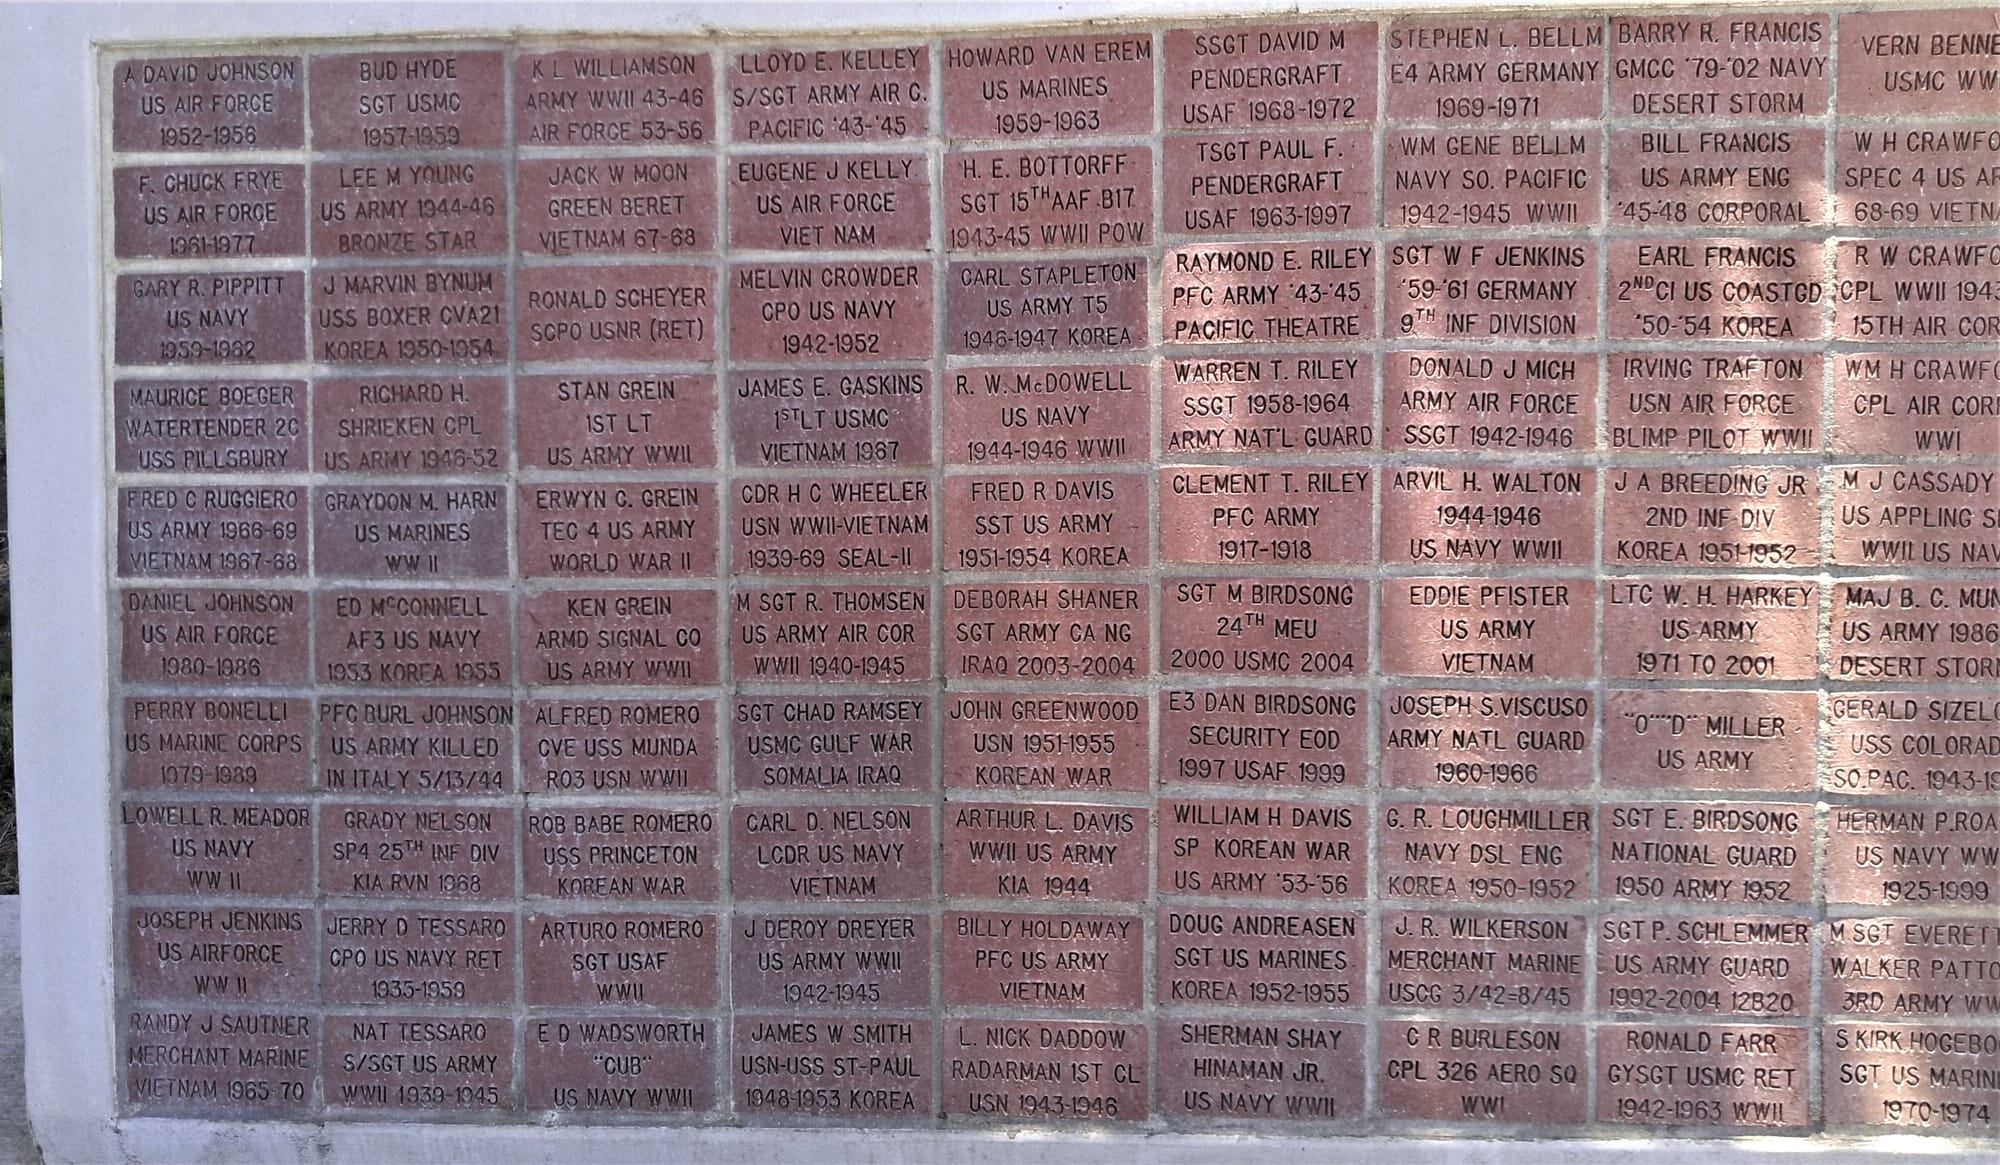 A DAVID JOHNSON
US AIR FORCE
1952-1956
BUD HYDE
SGT USMC
1957-1959
K L WILLIAMSON
ARMY WWII 43-46
AIR FORCE 53-56
LLOYD E. KELLEY
S/SGT ARMY AIR C.
PACIFIC '43-'45
HOWARD VAN EREM
US MARINES
1959-1963
SSGT DAVID M
PENDERGRAFT
USAF 1968-1972
STEPHEN L. BELLM
E4 ARMY GERMANY
1969-1971
BARRY R. FRANCIS
GMCC '79-'02 NAVY
DESERT STORM
VERN BENNE
USMC WW
F. CHUCK FRYE
US AIR FORCE
1961-1977
LEE M YOUNG
US ARMY 1944-46
BRONZE STAR
JACK W MOON
GREEN BERET
VIETNAM 67-68
EUGENE J KELLY
US AIR FORCE
VIET NAM
H. E. BOTTORFF
SGT 15TH AAF B17
1943-45 WWII POW
TSGT PAUL F.
PENDERGRAFT
USAF 1963-1997
WM GENE BELLM
NAVY SO. PACIFIC
1942-1945 WWII
BILL FRANCIS
US ARMY ENG
'45-48 CORPORAL
W H CRAWFO
SPEC 4 US AR
68-69 VIETN
GARY R. PIPPITT
US NAVY
1959-1962
J MARVIN BYNUM
USS BOXER CVA21
KOREA 1950-1954
RONALD SCHEYER
SCPO USNR (RET)
MELVIN CROWDER
CPO US NAVY
1942-1952
CARL STAPLETON
US ARMY T5
1946-1947 KOREA
RAYMOND E. RILEY
PFC ARMY '43-'45
PACIFIC THEATRE
SGT W F JENKINS
'59-'61 GERMANY
9TH INF DIVISION
EARL FRANCIS
2ND CI US COASTGD
'50-'54 KOREA
R W CRAWFO
CPL WWII 1943
15TH AIR COR
MAURICE BOEGER
WATERTENDER 2C
USS PILLSBURY
RICHARD H.
SHRIEKEN CPL
US ARMY 1946-52
STAN GREIN
1ST LT
US ARMY WWII
JAMES E. GASKINS
1ST LT USMC
VIETNAM 1967
R. W. McDOWELL
US NAVY
1944-1946 WWII
WARREN T. RILEY
SSGT 1958-1964
ARMY NAT'L GUARD
DONALD J MICH
ARMY AIR FORCE
SSGT 1942-1946
IRVING TRAFTON
USN AIR FORCE
BLIMP PILOT WWII
WM H CRAWFO
CPL AIR COR
WWI
FRED C RUGGIERO
US ARMY 1966-69
VIETNAM 1967-68
GRAYDON M. HARN
US MARINES
WW II
ERWYN C. GREIN
TEC 4 US ARMY
WORLD WAR II
CDR H C WHEELER
USN WWII-VIETNAM
1939-69 SEAL-II
FRED R DAVIS
SST US ARMY
1951-1954 KOREA
CLEMENT T. RILEY
PFC ARMY
1917-1918
ARVIL H. WALTON
1944-1946
US NAVY WWII
J A BREEDING JR
2ND INF DIV
KOREA 1951-1952
M J CASSADY
US APPLING S
WWII US NAV
DANIEL JOHNSON
US AIR FORCE
1980-1986
ED McCONNELL
AF3 US NAVY
1953 KOREA 1955
KEN GREIN
ARMD SIGNAL CO
US ARMY WWII
M SGT R. THOMSEN
US ARMY AIR COR
WWII 1940-1945
DEBORAH SHANER
SGT ARMY CA NG
IRAQ 2003-2004
SGT M BIRDSONG
24TH MEU
2000 USMC 2004
EDDIE PFISTER
US ARMY
VIETNAM
LTC W. H. HARKEY
US ARMY
1971 TO 2001
MAJ B. C. MUN
US ARMY 1986
DESERT STOR
PERRY BONELLI
US MARINE CORPS
1979-1989
PFC BURL JOHNSON
US ARMY KILLED
IN ITALY 5/13/44
ALFRED ROMERO
CVE USS MUNDA
RO3 USN WWII
SGT CHAD RAMSEY
USMC GULF WAR
SOMALIA IRAQ
JOHN GREENWOOD
USN 1951-1955
KOREAN WAR
E3 DAN BIRDSONG
SECURITY EOD
1997 USAF 1999
JOSEPH S.VISCUSO
ARMY NATL GUARD
1960-1966
"O""D" MILLER
US ARMY
GERALD SIZEL
USS COLORAD
SO.PAC. 1943-19
LOWELL R. MEADOR
US NAVY
WW II
GRADY NELSON
SP4 25TH INF DIV
KIA RVN 1968
ROB BABE ROMERO
USS PRINCETON
KOREAN WAR
CARL D. NELSON
LCDR US NAVY
VIETNAM
ARTHUR L. DAVIS
WWII US ARMY
KIA 1944
WILLIAM H DAVIS
SP KOREAN WAR
US ARMY '53-'56
G. R. LOUGHMILLER
NAVY DSL ENG
KOREA 1950-1952
SGT E. BIRDSONG
NATIONAL GUARD
1950 ARMY 1952
HERMAN P.ROA
US NAVY WW
1925-1999
JOSEPH JENKINS
US AIRFORCE
WW II
JERRY D TESSARO
CPO US NAVY RET
1935-1959
ARTURO ROMERO
SGT USAF
WWII
J DEROY DREYER
US ARMY WWII
1942-1945
BILLY HOLDAWAY
PFC US ARMY
VIETNAM
DOUG ANDREASEN
SGT US MARINES
KOREA 1952-1955
J. R. WILKERSON
MERCHANT MARINE
USCG 3/42=8/45
SGT P. SCHLEMMER
US ARMY GUARD
1992-2004 12B20
M SGT EVERETT
WALKER PATTO
3RD ARMY WW
RANDY J SAUTNER
MERCHANT MARINE
VIETNAM 1965-70
NAT TESSARO
S/SGT US ARMY
WWII 1939-1945
E D WADSWORTH
"CUB"
US NAVY WWII
JAMES W SMITH
USN-USS ST-PAUL
1948-1953 KOREA
L. NICK DADDOW
RADARMAN 1ST CL
USN 1943-1946
SHERMAN SHAY
HINAMAN JR.
US NAVY WWII
C R BURLESON
CPL 326 AERO SQ
WWI
RONALD FARR
GYSGT USMC RET
1942-1963 WWII
S KIRK HOGEBO
SGT US MARIN
1970-1974